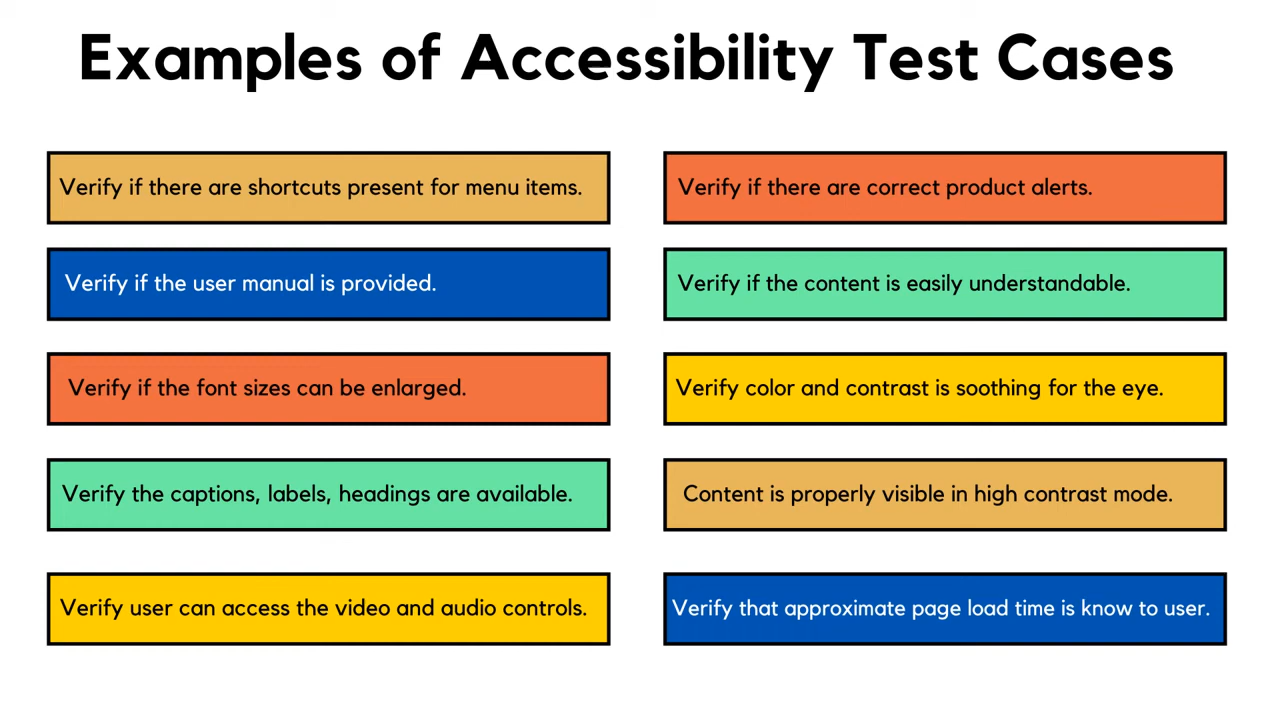 Examples of Accessibility Test Cases
Verify if there are shortcuts present for menu items.
Verify if the user manual is provided.
Verify if the font sizes can be enlarged.
Verify the captions, labels, headings are available.
Verify user can access the video and audio controls.
Verify if there are correct product alerts.
Verify if the content is easily understandable.
Verify color and contrast is soothing for the eye.
Content is properly visible in high contrast mode.
Verify that approximate page load time is know to user.